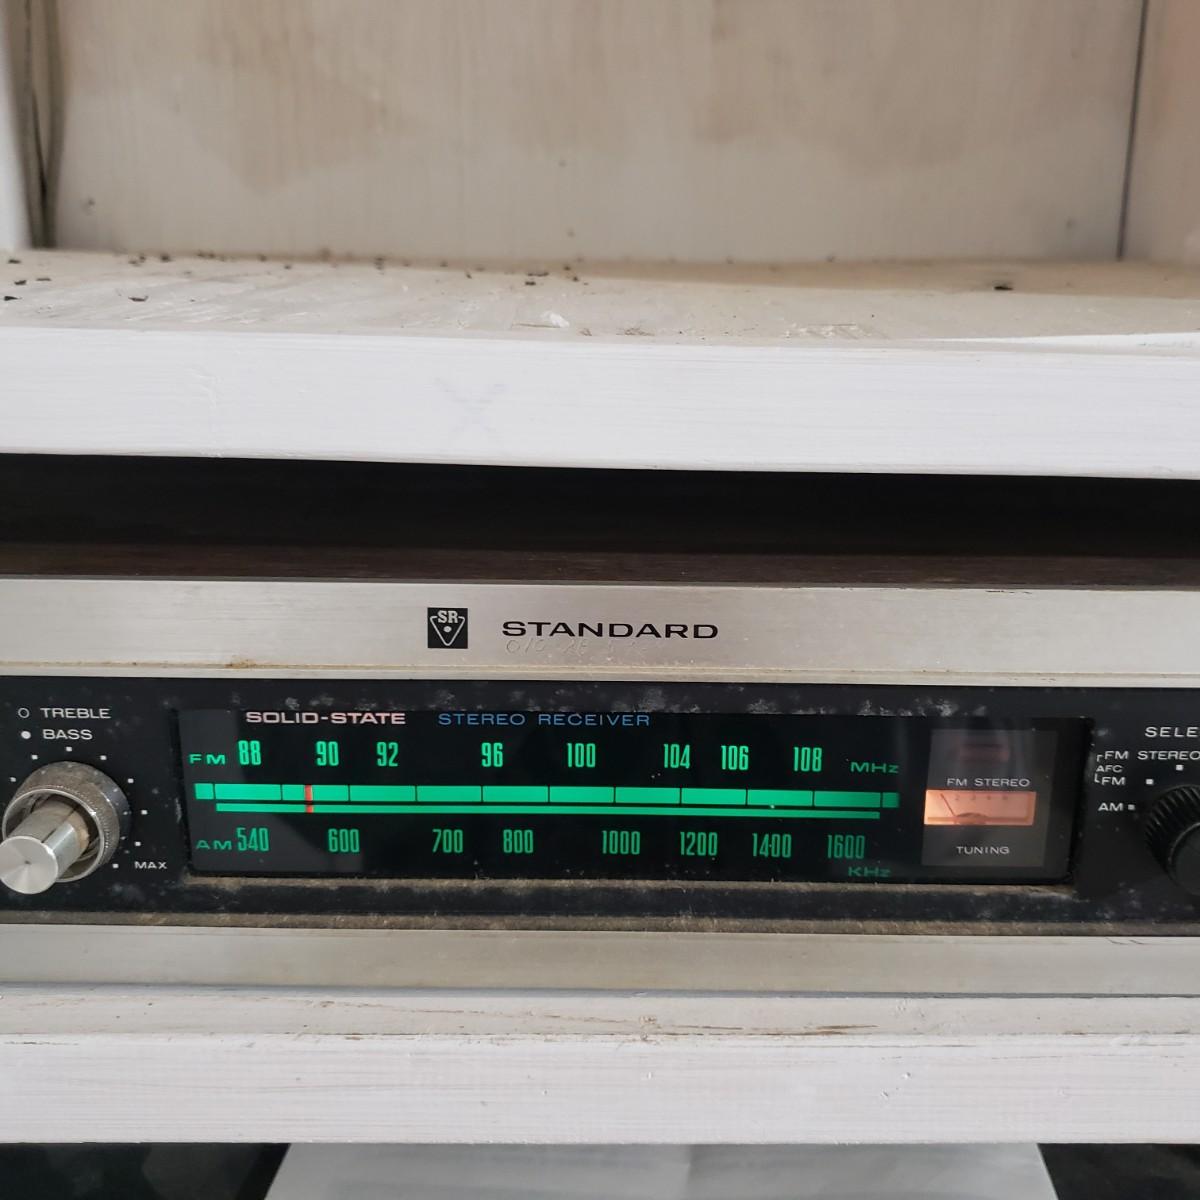 SR STANDARD
TREBLE
BASS
MAX
SOLID-STATE STEREO RECEIVER
FM 88 90 92 96 100 104 106 108 MHz
AM 540 600 700 800 1000 1200 1400 1600
KHz
FM STEREO
TUNING
SELE
FM STEREO
AFC
FM
AM